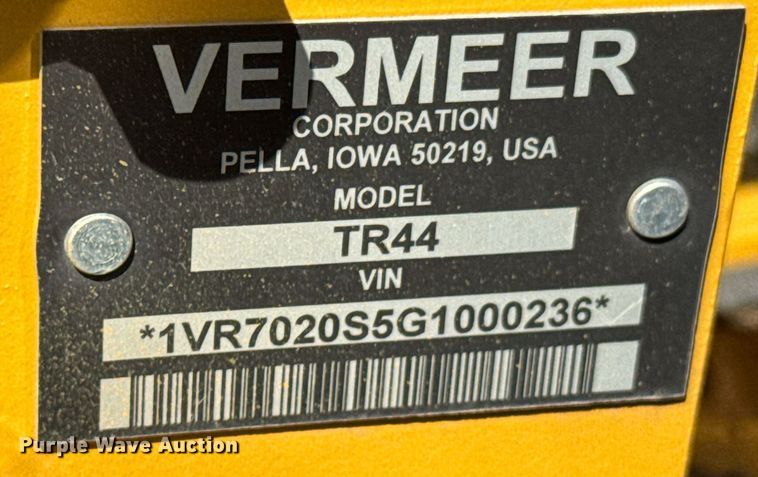 VERMEER
CORPORATION
PELLA, IOWA 50219, USA
MODEL
TR44
VIN
*1VR7020S5G1000236*
Purple Wave Auction